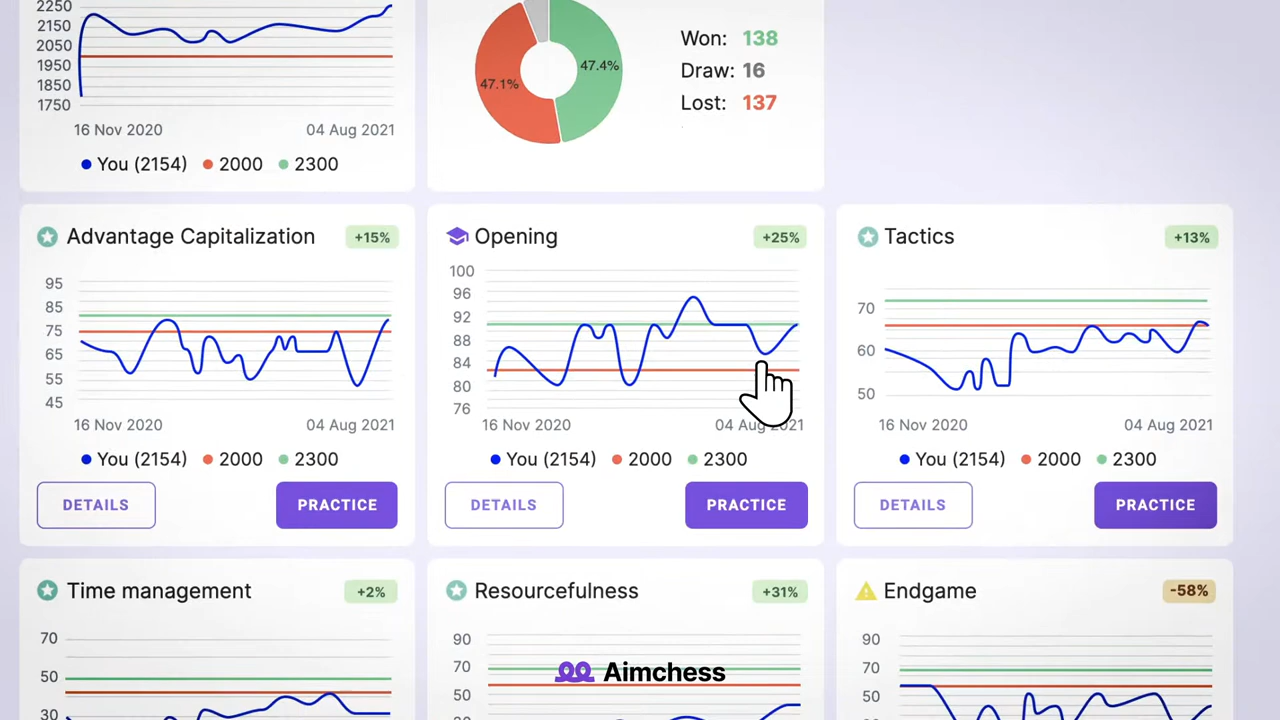 2250
2150
2050
1950
1850
1750
16 Nov 2020 04 Aug 2021
You (2154) 2000 2300
47.1%
47.4%
Won: 138
Draw: 16
Lost: 137
Advantage Capitalization +15%
95
85
75
65
55
45
16 Nov 2020 04 Aug 2021
You (2154) 2000 2300
DETAILS PRACTICE
Opening +25%
100
96
92
88
84
80
76
16 Nov 2020 04 Aug 2021
You (2154) 2000 2300
DETAILS PRACTICE
Tactics +13%
70
60
50
16 Nov 2020 04 Aug 2021
You (2154) 2000 2300
DETAILS PRACTICE
Time management +2%
70
50
30
Resourcefulness +31%
90
70
50
Aimchess
Endgame -58%
90
70
50